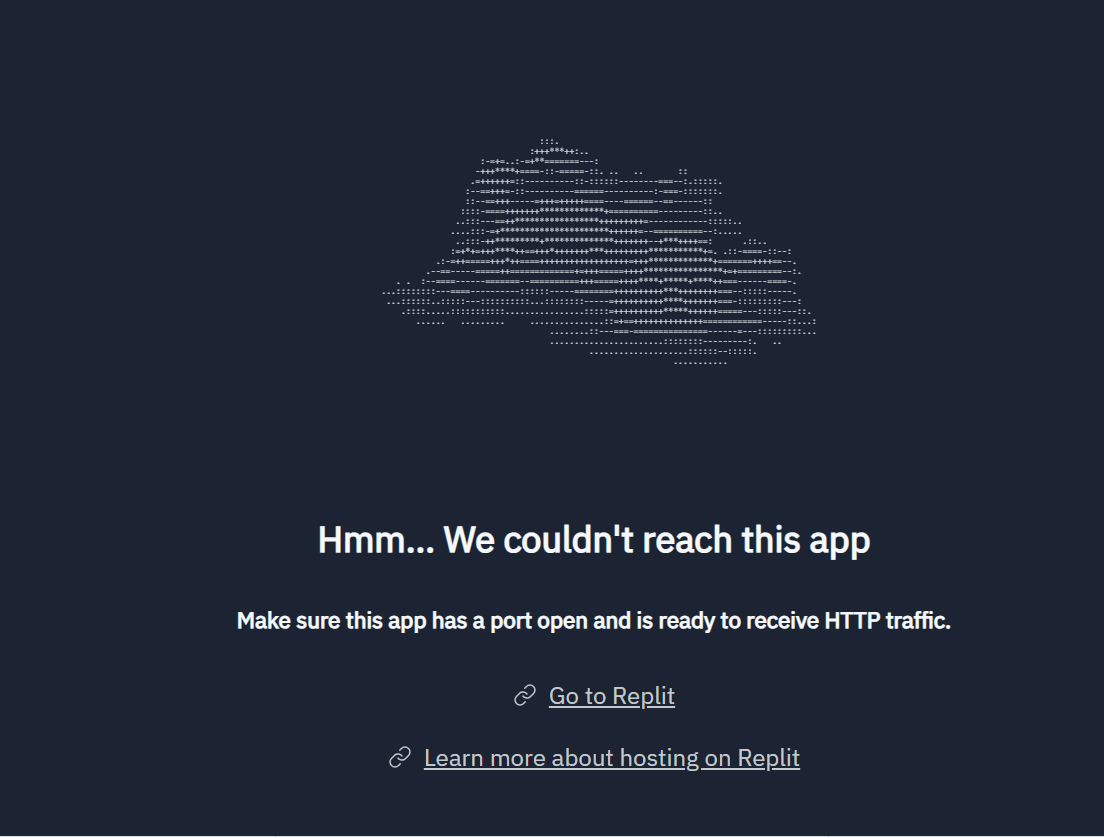 Hmm... We couldn't reach this app
Make sure this app has a port open and is ready to receive HTTP traffic.
Go to Replit
Learn more about hosting on Replit